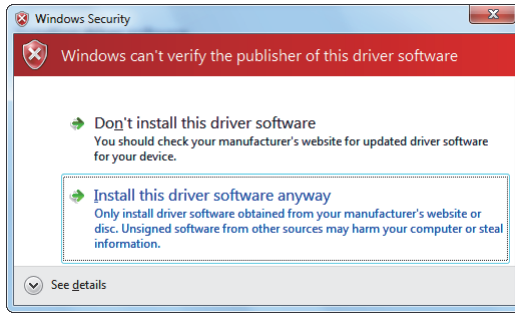 Windows Security
Windows can't verify the publisher of this driver software
Don't install this driver software
You should check your manufacturer's website for updated driver software
for your device.
Install this driver software anyway
Only install driver software obtained from your manufacturer's website or
disc. Unsigned software from other sources may harm your computer or steal
information.
See details